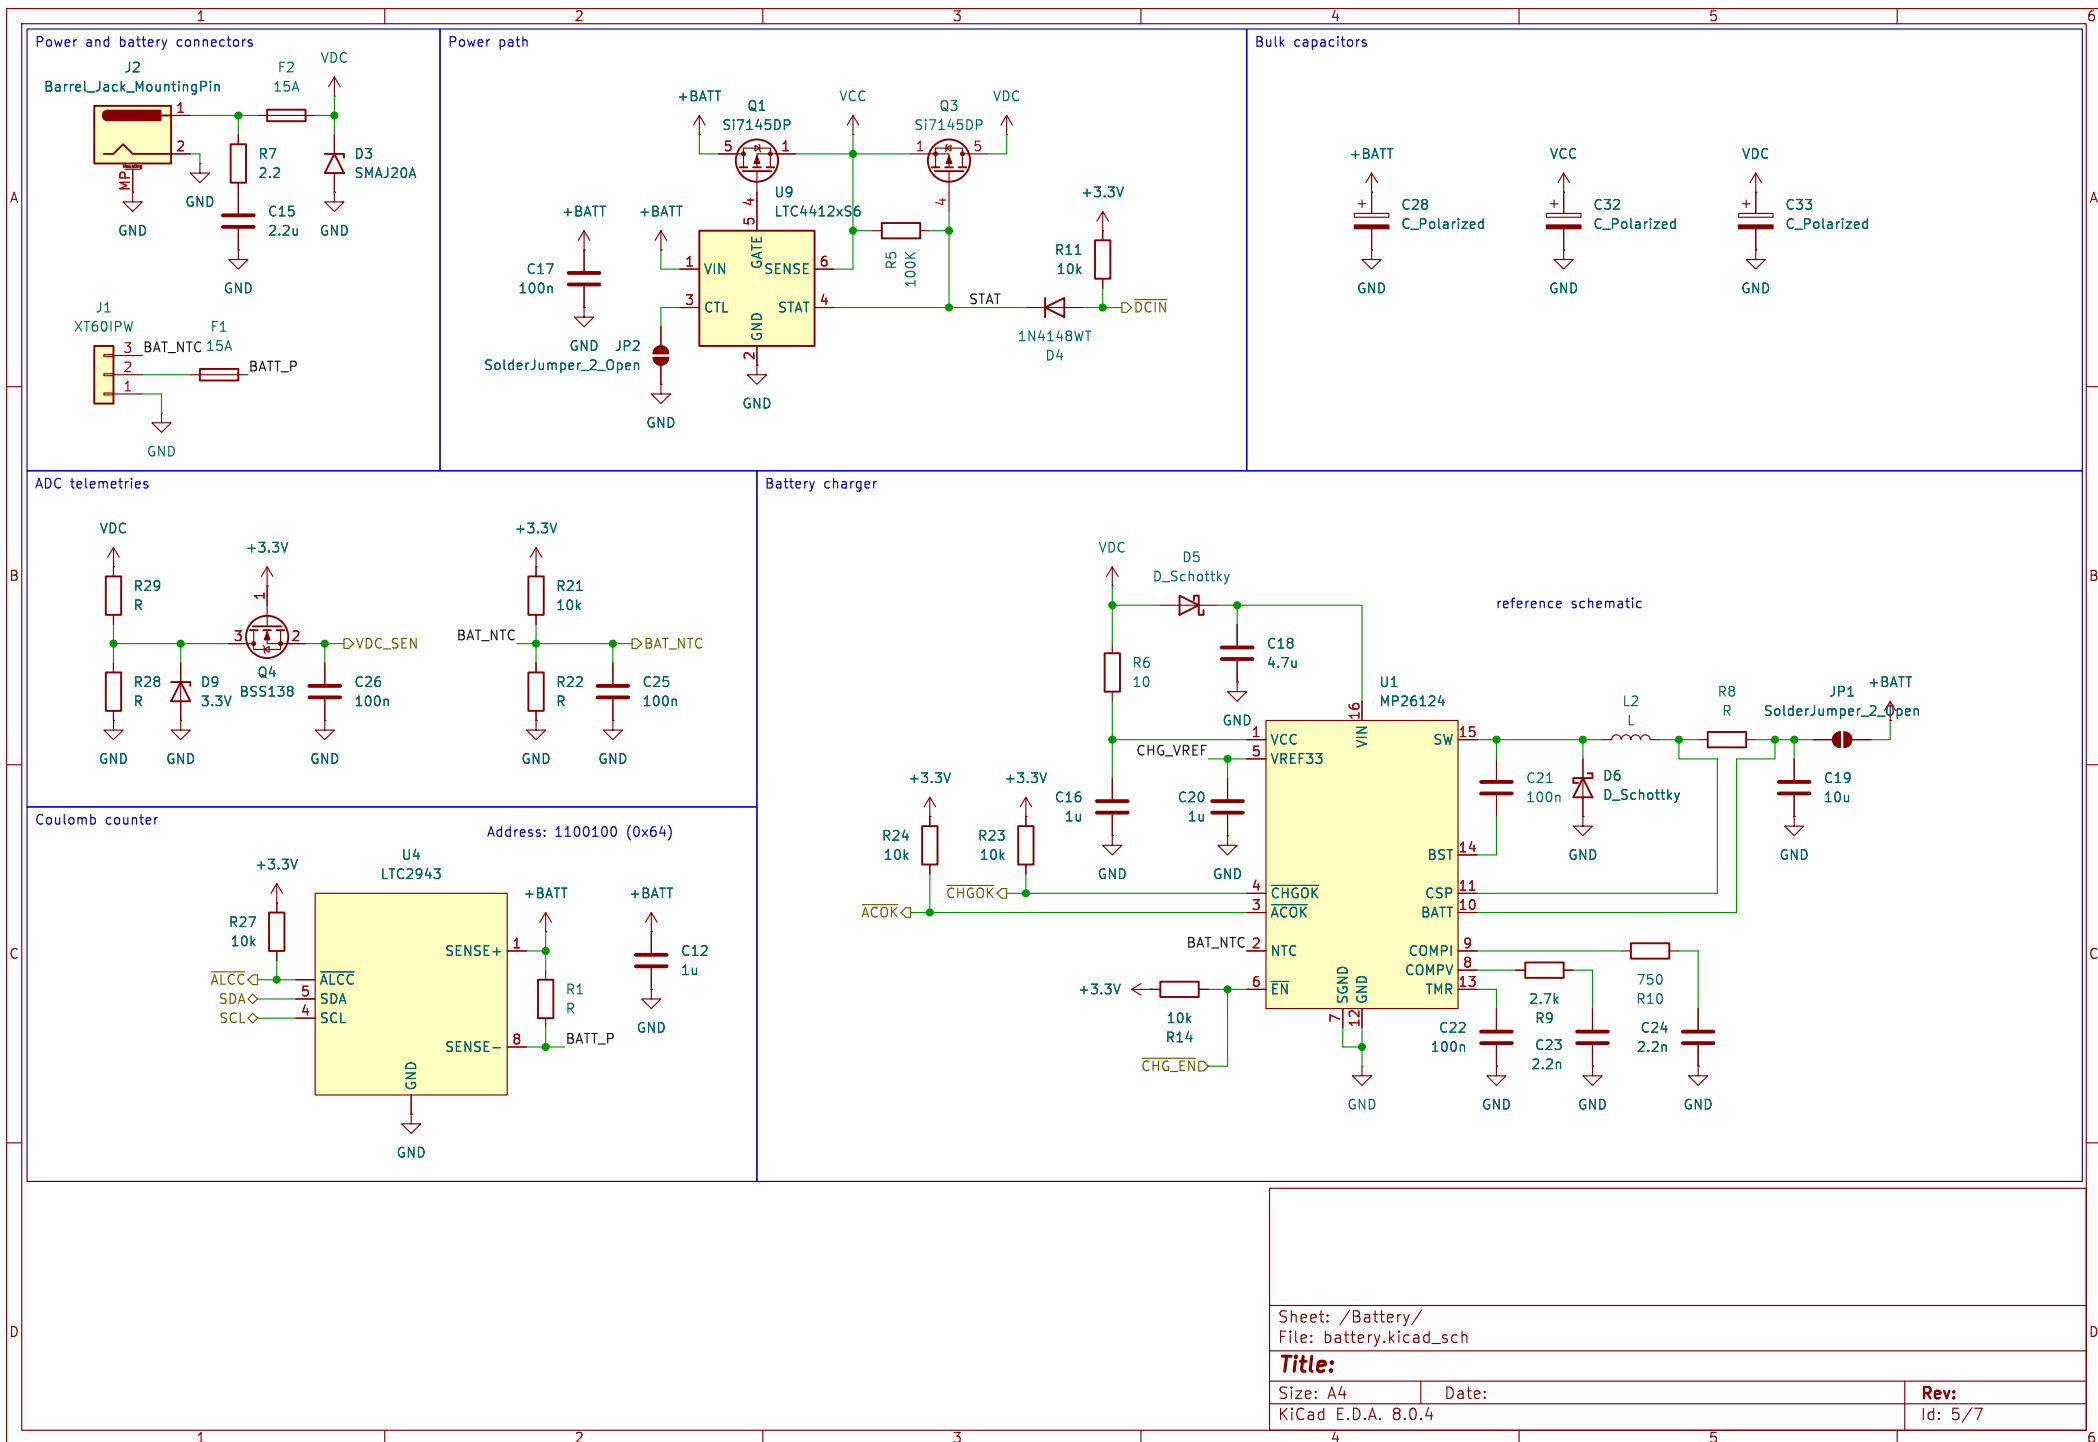 1 2 3 4 5 6
A
B
C
D
Power and battery connectors
J2
Barrel_Jack_MountingPin
1
2
MP
GND
GND
F2
15A
VDC
R7
2.2
C15
2.2u
GND
D3
SMAJ20A
GND
J1
XT60IPW
3
2
1
BAT_NTC
F1
15A
BATT_P
GND
Power path
+BATT
Q1
Si7145DP
5
1
4
VCC
Q3
Si7145DP
1
5
4
VDC
+BATT
C17
100n
GND
+BATT
U9
LTC4412xS6
5
GATE
1
VIN
SENSE
6
3
CTL
STAT
4
GND
2
GND
JP2
SolderJumper_2_Open
GND
R5
100K
STAT
1N4148WT
D4
+3.3V
R11
10k
DCIN
Bulk capacitors
+BATT
C28
C_Polarized
GND
VCC
C32
C_Polarized
GND
VDC
C33
C_Polarized
GND
ADC telemetries
VDC
R29
R
R28
R
GND
D9
3.3V
GND
+3.3V
1
3
2
Q4
BSS138
VDC_SEN
C26
100n
GND
+3.3V
R21
10k
BAT_NTC
BAT_NTC
R22
R
GND
C25
100n
GND
Coulomb counter
Address: 1100100 (0x64)
U4
LTC2943
+3.3V
R27
10k
ALCC
SDA
SCL
ALCC
5
SDA
4
SCL
SENSE+
1
SENSE-
8
GND
GND
+BATT
R1
R
BATT_P
+BATT
C12
1u
GND
Battery charger
reference schematic
VDC
D5
D_Schottky
R6
10
C18
4.7u
GND
U1
MP26124
16
VIN
1
VCC
CHG_VREF
5
VREF33
C16
1u
GND
C20
1u
GND
+3.3V
R24
10k
+3.3V
R23
10k
CHGOK
4
CHGOK
ACOK
3
ACOK
BAT_NTC
2
NTC
+3.3V
10k
R14
6
EN
CHG_EN
SGND
GND
7
12
GND
SW
15
BST
14
CSP
11
BATT
10
COMPI
9
COMPV
8
TMR
13
C21
100n
D6
D_Schottky
GND
L2
L
R8
R
JP1
SolderJumper_2_Open
+BATT
C19
10u
GND
750
R10
2.7k
R9
C22
100n
GND
C23
2.2n
GND
C24
2.2n
GND
Sheet: /Battery/
File: battery.kicad_sch
Title:
Size: A4
Date:
Rev:
KiCad E.D.A. 8.0.4
Id: 5/7
A
B
C
D
1 2 3 4 5 6